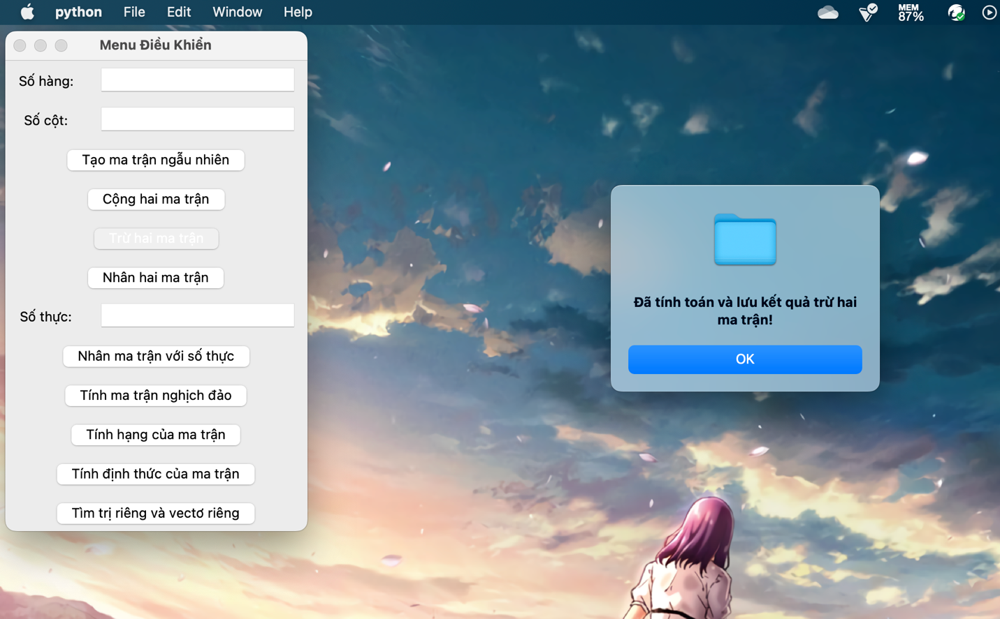 python File Edit Window Help
MEM
87%
Menu Điều Khiển
Số hàng:
Số cột:
Tạo ma trận ngẫu nhiên
Cộng hai ma trận
Trừ hai ma trận
Nhân hai ma trận
Số thực:
Nhân ma trận với số thực
Tính ma trận nghịch đảo
Tính hạng của ma trận
Tính định thức của ma trận
Tìm trị riêng và vectơ riêng
Đã tính toán và lưu kết quả trừ hai
ma trận!
OK